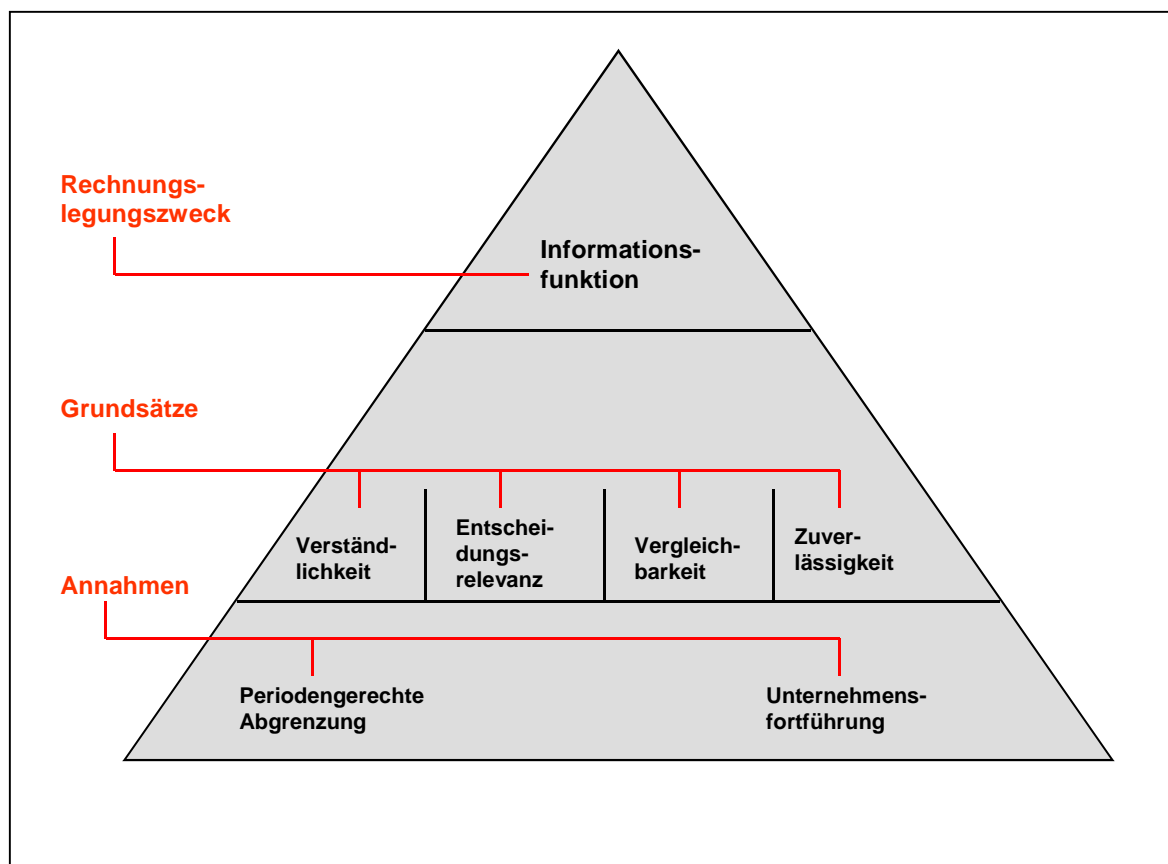 Rechnungs-
legungszweck
Informations-
funktion
Grundsätze
Verständ-
lichkeit
Entschei-
dungs-
relevanz
Vergleich-
barkeit
Zuver-
lässigkeit
Annahmen
Periodengerechte
Abgrenzung
Unternehmens-
fortführung